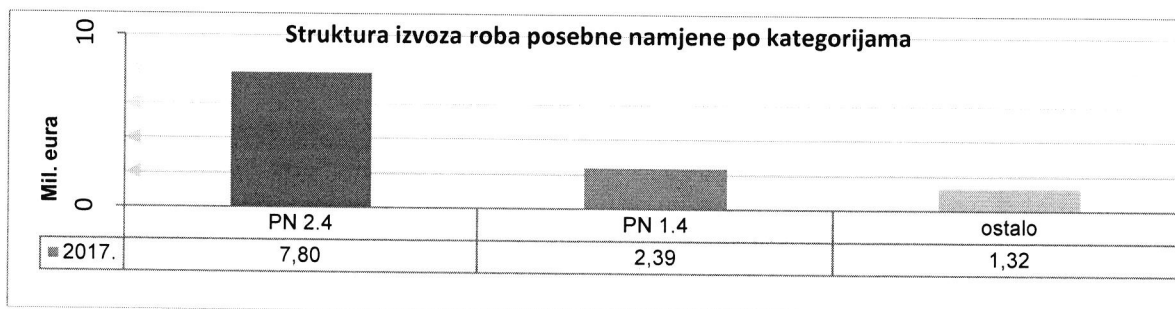 Struktura izvoza roba posebne namjene po kategorijama
10
Mil. eura
0
PN 2.4 PN 1.4 ostalo
2017. 7,80 2,39 1,32